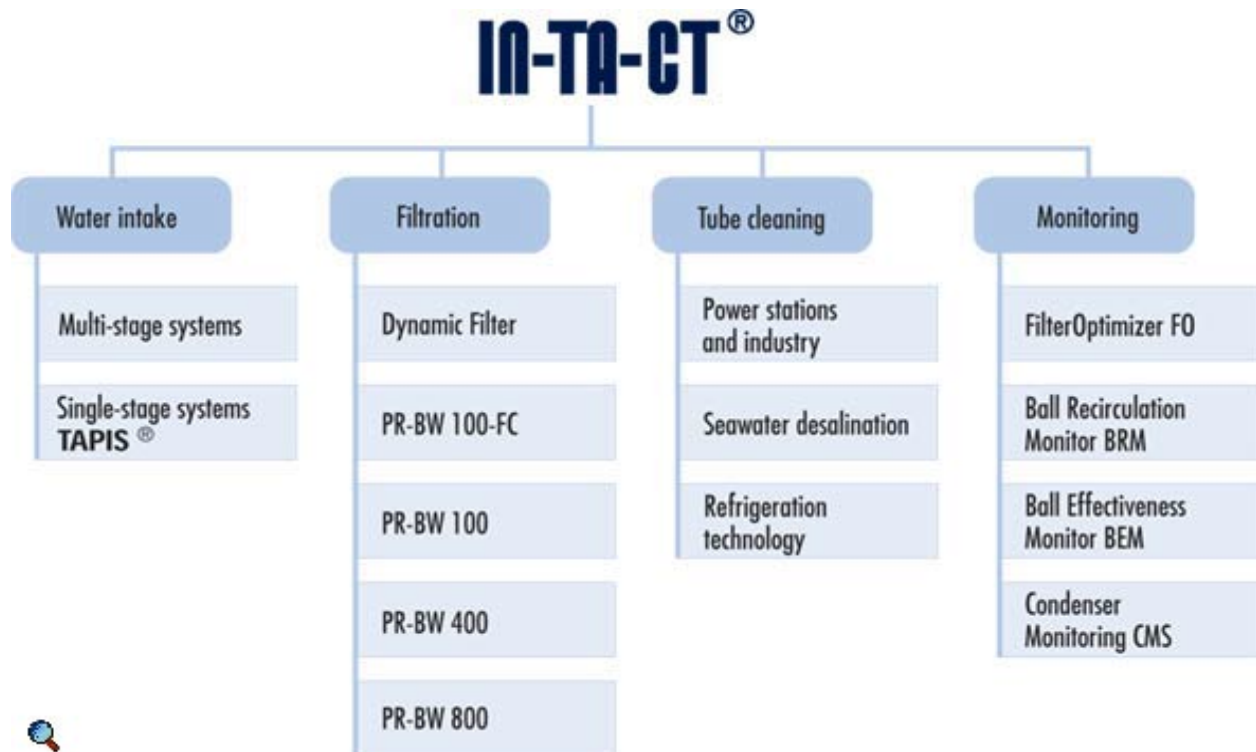 IN-TA-CT®
Water intake
Multi-stage systems
Single-stage systems
TAPIS ®
Filtration
Dynamic Filter
PR-BW 100-FC
PR-BW 100
PR-BW 400
PR-BW 800
Tube cleaning
Power stations
and industry
Seawater desalination
Refrigeration
technology
Monitoring
FilterOptimizer FO
Ball Recirculation
Monitor BRM
Ball Effectiveness
Monitor BEM
Condenser
Monitoring CMS